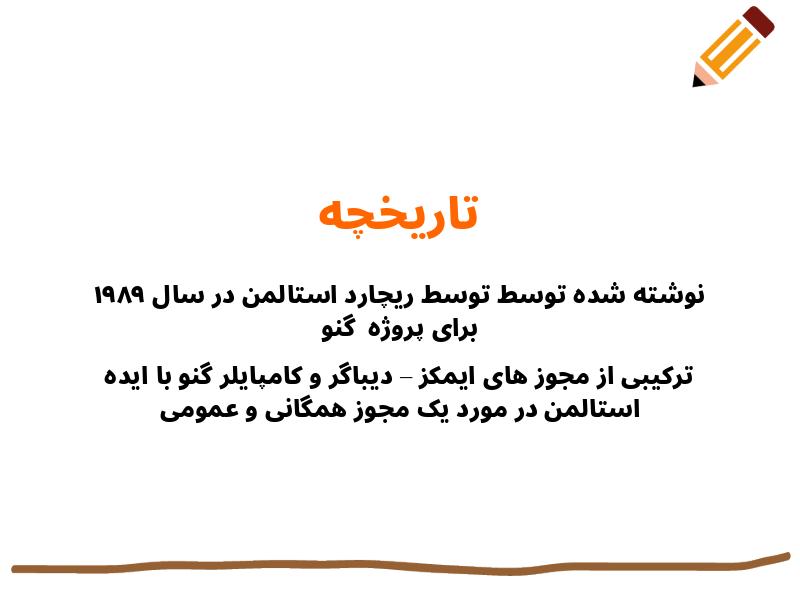 تاریخچه
نوشته شده توسط توسط ریچارد استالمن در سال ۱۹۸۹
برای پروژه گنو
ترکیبی از مجوز های ایمکز – دیباگر و کامپایلر گنو با ایده
استالمن در مورد یک مجوز همگانی و عمومی